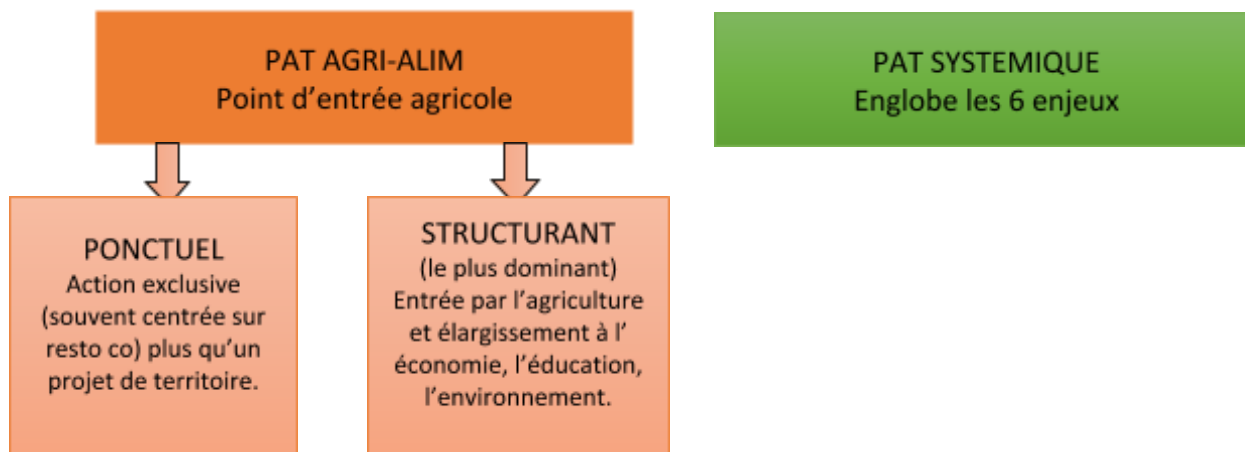 PAT AGRI-ALIM
Point d'entrée agricole
PAT SYSTEMIQUE
Englobe les 6 enjeux
PONCTUEL
Action exclusive
(souvent centrée sur
resto co) plus qu'un
projet de territoire.
STRUCTURANT
(le plus dominant)
Entrée par l'agriculture
et élargissement à l'
économie, l'éducation,
l'environnement.